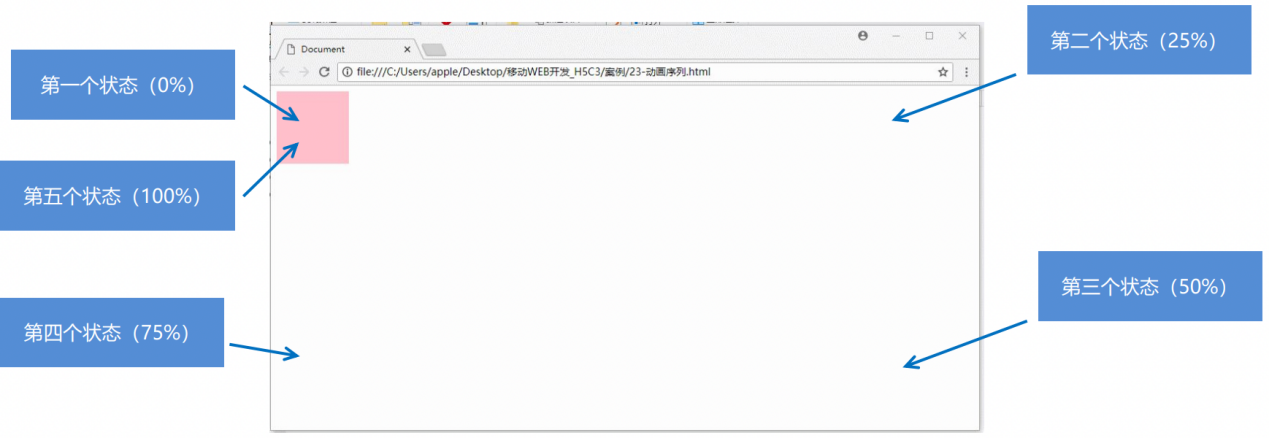 第二个状态（25%）
Document
第一个状态（0%）
file:///C:/Users/apple/Desktop/移动WEB开发_H5C3/案例/23-动画序列.html
第五个状态（100%）
第三个状态（50%）
第四个状态（75%）